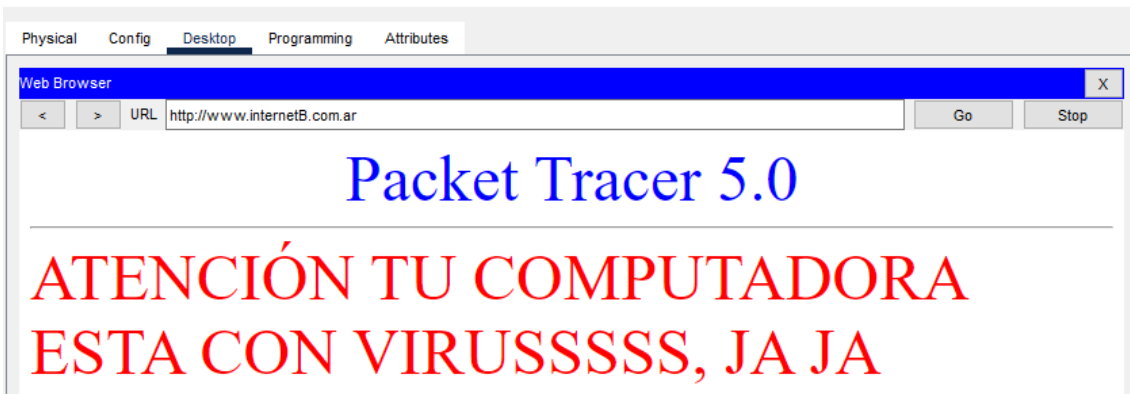 Physical Config Desktop Programming Attributes
Web Browser X
< > URL http://www.internetB.com.ar Go Stop
Packet Tracer 5.0
ATENCIÓN TU COMPUTADORA
ESTA CON VIRUSSSSS, JA JA